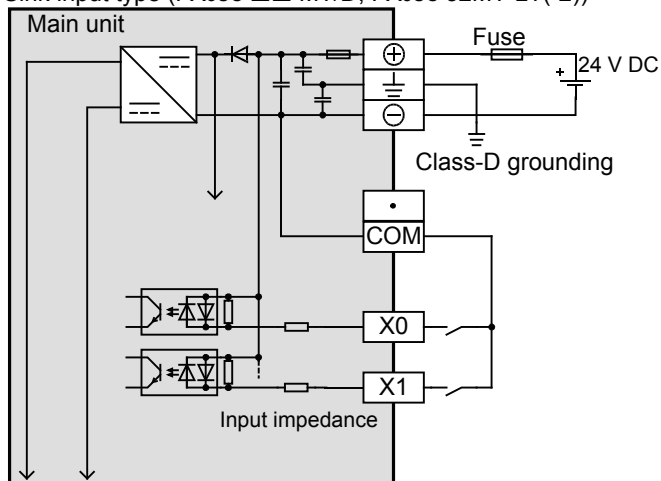 Main unit
Fuse
+
24 V DC
Class-D grounding
COM
X0
X1
Input impedance